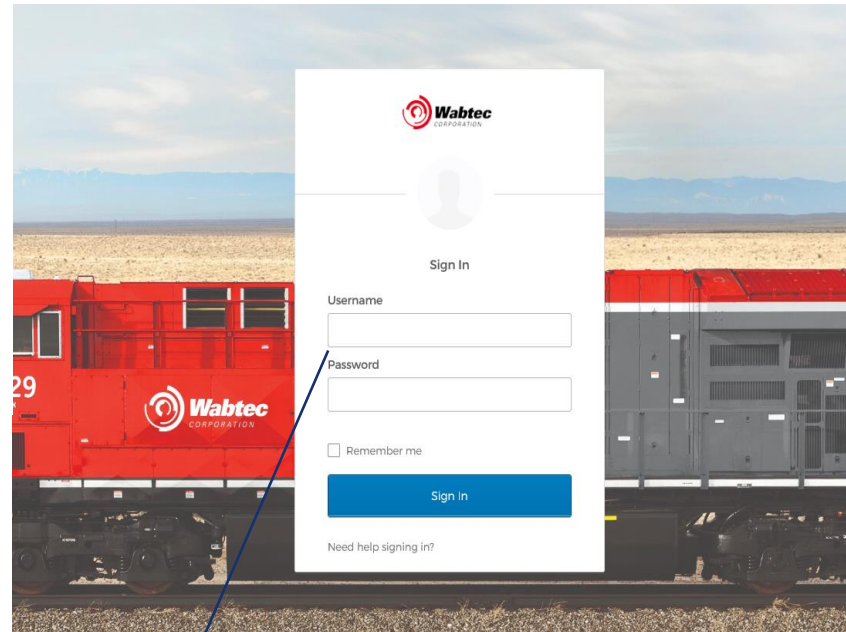 Wabtec
CORPORATION
Sign In
Username
Password
29
Wabtec
CORPORATION
Remember me
Sign In
Need help signing in?